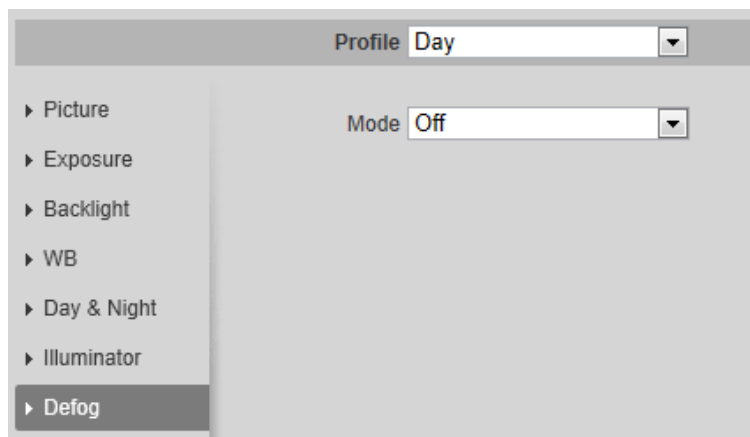 Profile Day
Picture
Mode Off
Exposure
Backlight
WB
Day & Night
Illuminator
Defog